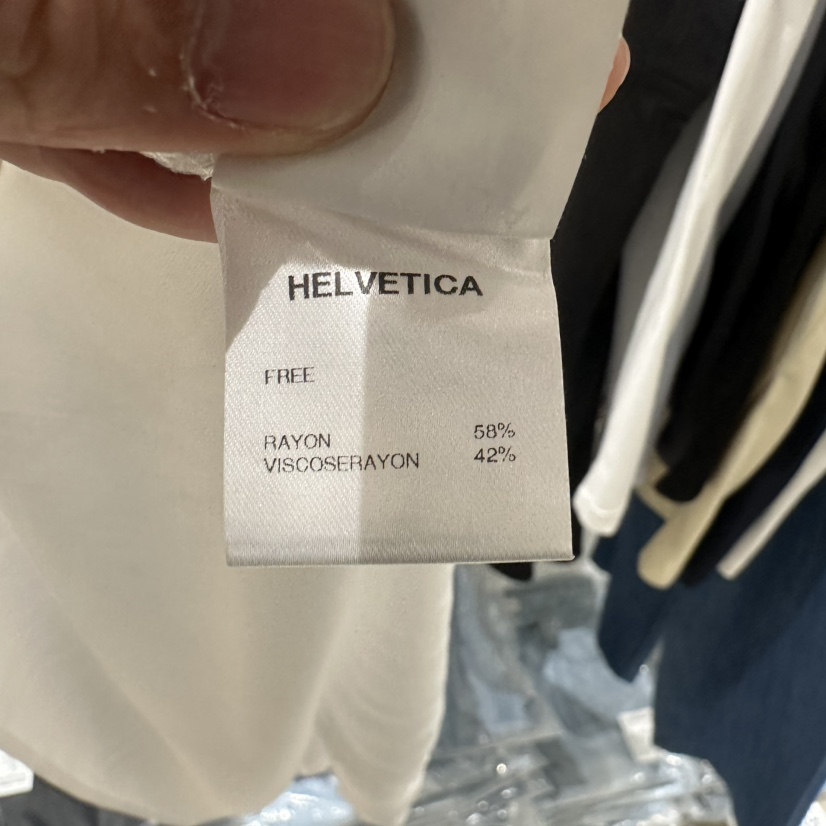 HELVETICA
FREE
RAYON 58%
VISCOSERAYON 42%